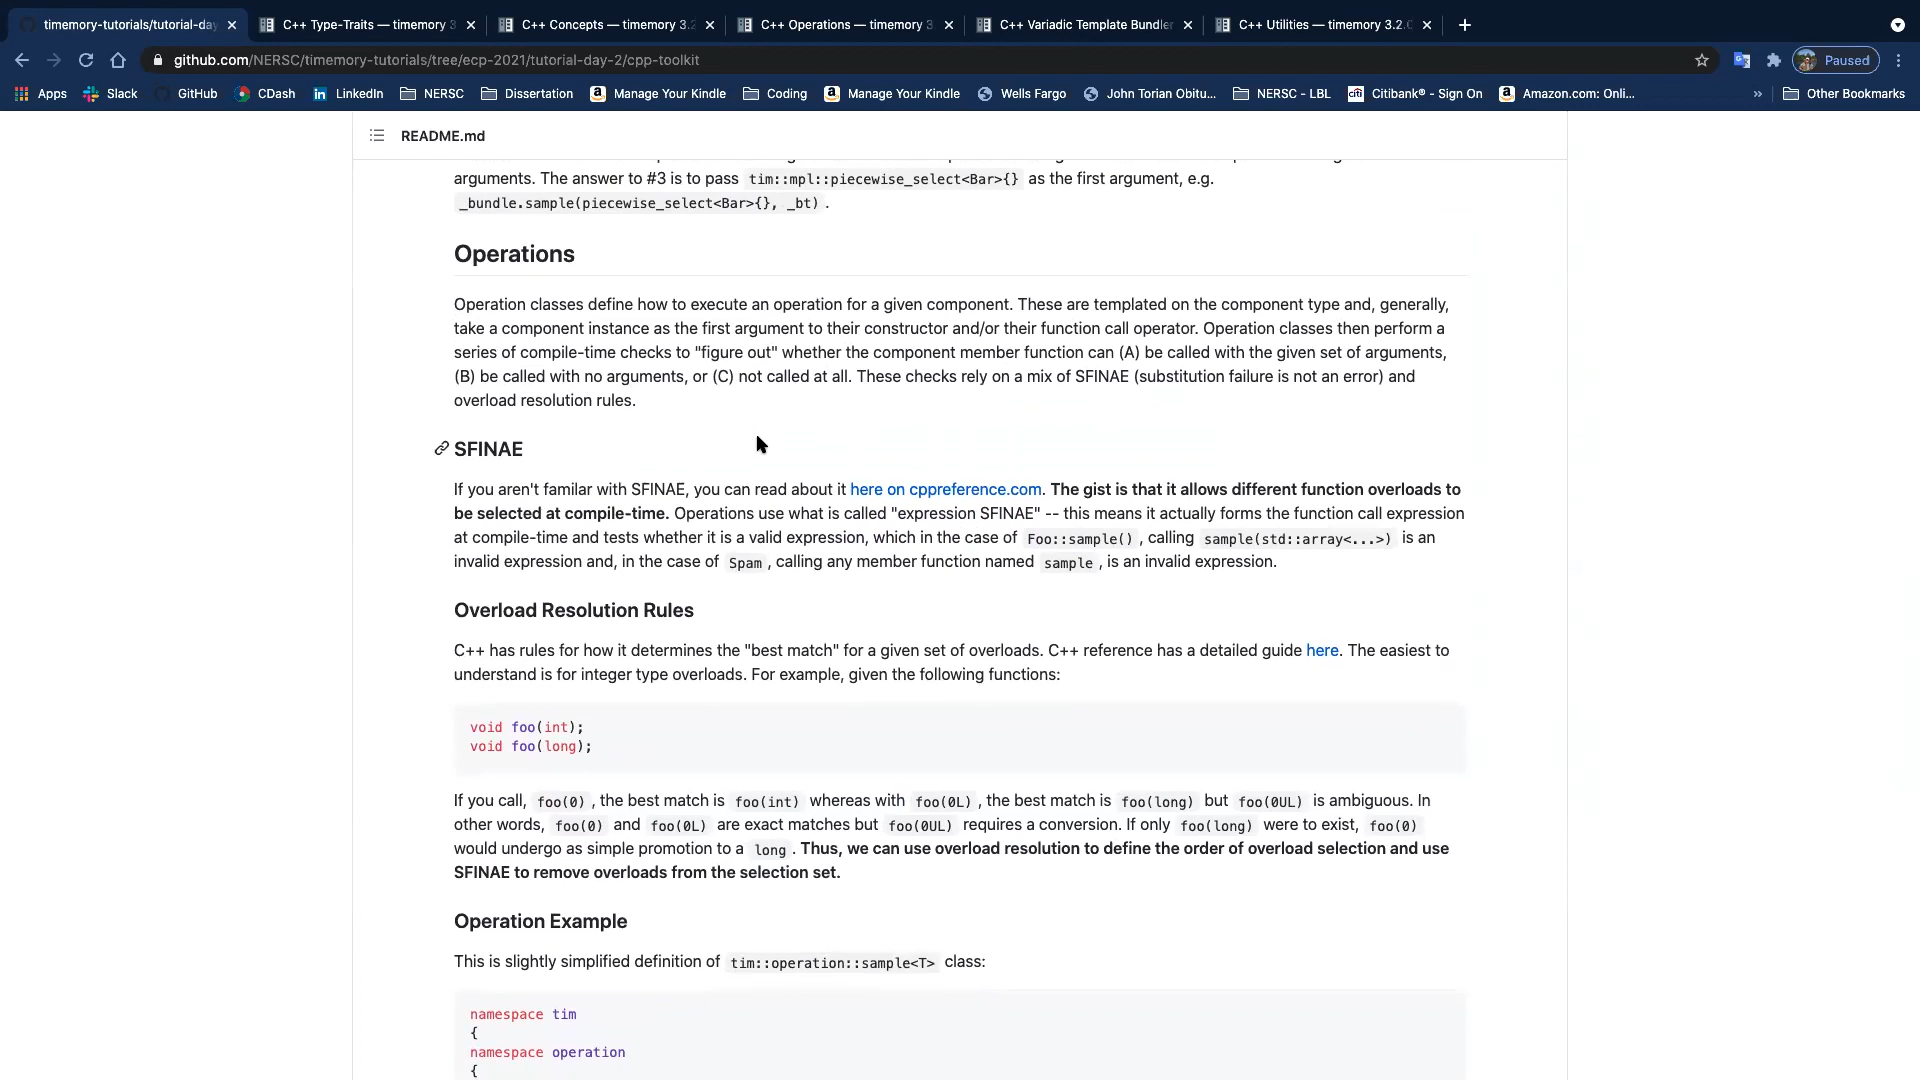 timemory-tutorials/tutorial-da
C++ Type-Traits — timemory 3
C++ Concepts — timemory 3.2
C++ Operations — timemory 3.
C++ Variadic Template Bundler
C++ Utilities — timemory 3.2.0
github.com/NERSC/timemory-tutorials/tree/ecp-2021/tutorial-day-2/cpp-toolkit
Paused
Apps Slack GitHub CDash LinkedIn NERSC Dissertation Manage Your Kindle Coding Manage Your Kindle Wells Fargo John Torian Obitu... NERSC - LBL Citibank® - Sign On Amazon.com: Onli... » Other Bookmarks
README.md
arguments. The answer to #3 is to pass tim::mpl::piecewise_select<Bar>{} as the first argument, e.g.
_bundle.sample(piecewise_select<Bar>{}, _bt) .
Operations
Operation classes define how to execute an operation for a given component. These are templated on the component type and, generally,
take a component instance as the first argument to their constructor and/or their function call operator. Operation classes then perform a
series of compile-time checks to "figure out" whether the component member function can (A) be called with the given set of arguments,
(B) be called with no arguments, or (C) not called at all. These checks rely on a mix of SFINAE (substitution failure is not an error) and
overload resolution rules.
SFINAE
If you aren't familar with SFINAE, you can read about it here on cppreference.com. The gist is that it allows different function overloads to
be selected at compile-time. Operations use what is called "expression SFINAE" -- this means it actually forms the function call expression
at compile-time and tests whether it is a valid expression, which in the case of Foo::sample() , calling sample(std::array<...>) is an
invalid expression and, in the case of Spam , calling any member function named sample , is an invalid expression.
Overload Resolution Rules
C++ has rules for how it determines the "best match" for a given set of overloads. C++ reference has a detailed guide here. The easiest to
understand is for integer type overloads. For example, given the following functions:
void foo(int);
void foo(long);
If you call, foo(0) , the best match is foo(int) whereas with foo(0L) , the best match is foo(long) but foo(0UL) is ambiguous. In
other words, foo(0) and foo(0L) are exact matches but foo(0UL) requires a conversion. If only foo(long) were to exist, foo(0)
would undergo as simple promotion to a long . Thus, we can use overload resolution to define the order of overload selection and use
SFINAE to remove overloads from the selection set.
Operation Example
This is slightly simplified definition of tim::operation::sample<T> class:
namespace tim
{
namespace operation
{